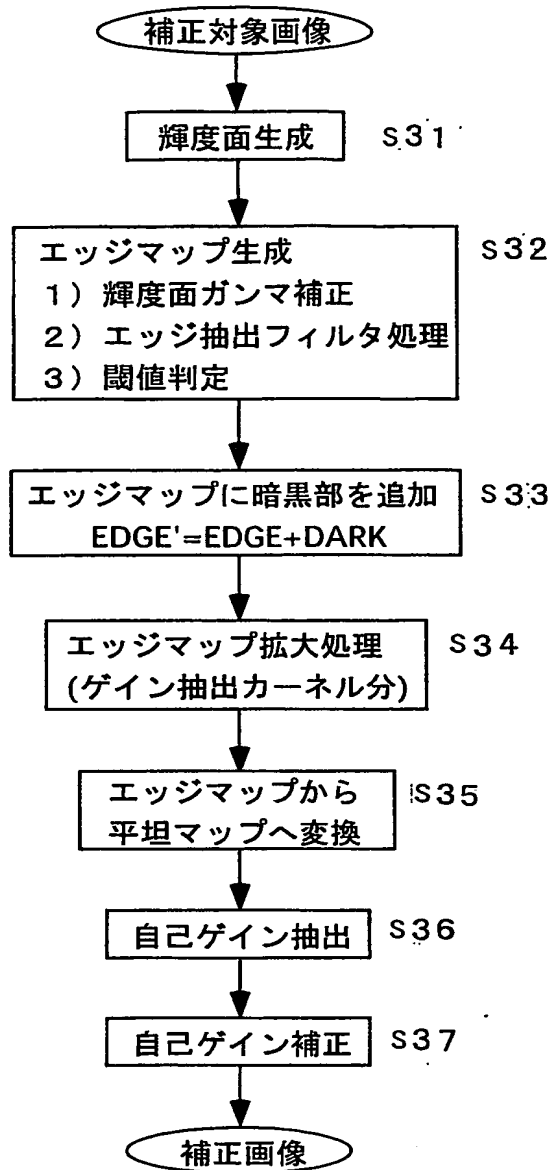 補正対象画像
輝度面生成 S31
エッジマップ生成 S32
1) 輝度面ガンマ補正
2) エッジ抽出フィルタ処理
3) 閾値判定
エッジマップに暗黒部を追加 S33
EDGE'=EDGE+DARK
エッジマップ拡大処理 S34
(ゲイン抽出カーネル分)
エッジマップから S35
平坦マップへ変換
自己ゲイン抽出 S36
自己ゲイン補正 S37
補正画像